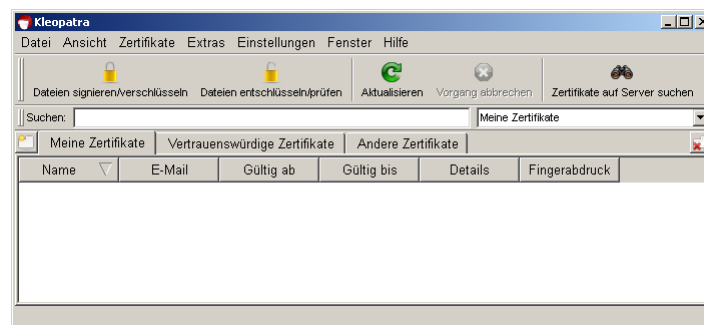 Kleopatra
Datei Ansicht Zertifikate Extras Einstellungen Fenster Hilfe
Dateien signieren/verschlüsseln Dateien entschlüsseln/prüfen Aktualisieren Vorgang abbrechen Zertifikate auf Server suchen
Suchen: Meine Zertifikate
Meine Zertifikate Vertrauenswürdige Zertifikate Andere Zertifikate
Name E-Mail Gültig ab Gültig bis Details Fingerabdruck